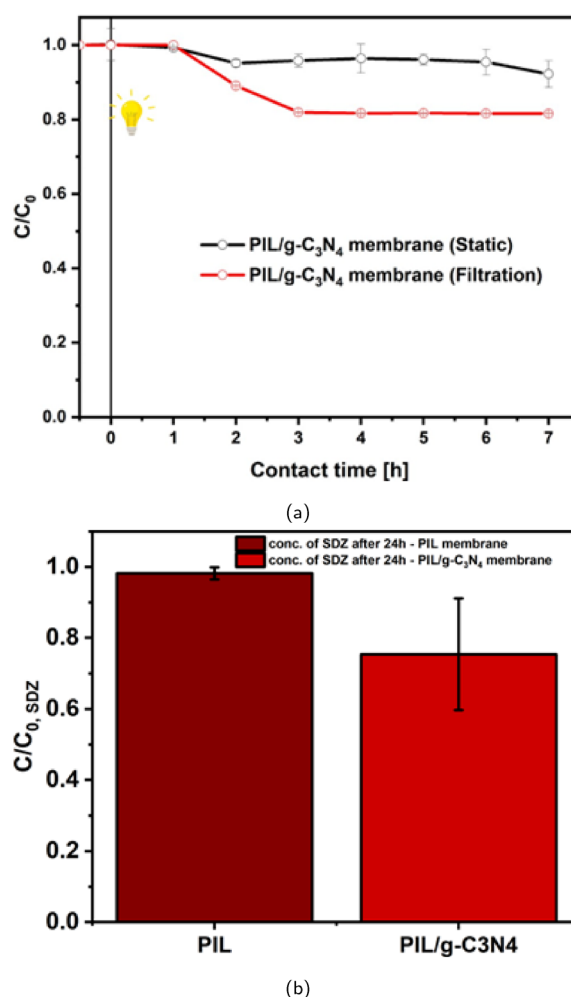 1.0
0.8
0.6
0.4
0.2
0.0
C/C₀
PIL/g-C₃N₄ membrane (Static)
PIL/g-C₃N₄ membrane (Filtration)
0 1 2 3 4 5 6 7
Contact time [h]
(a)
conc. of SDZ after 24h - PIL membrane
conc. of SDZ after 24h - PIL/g-C₃N₄ membrane
1.0
0.8
0.6
0.4
0.2
0.0
C/C₀, SDZ
PIL PIL/g-C3N4
(b)